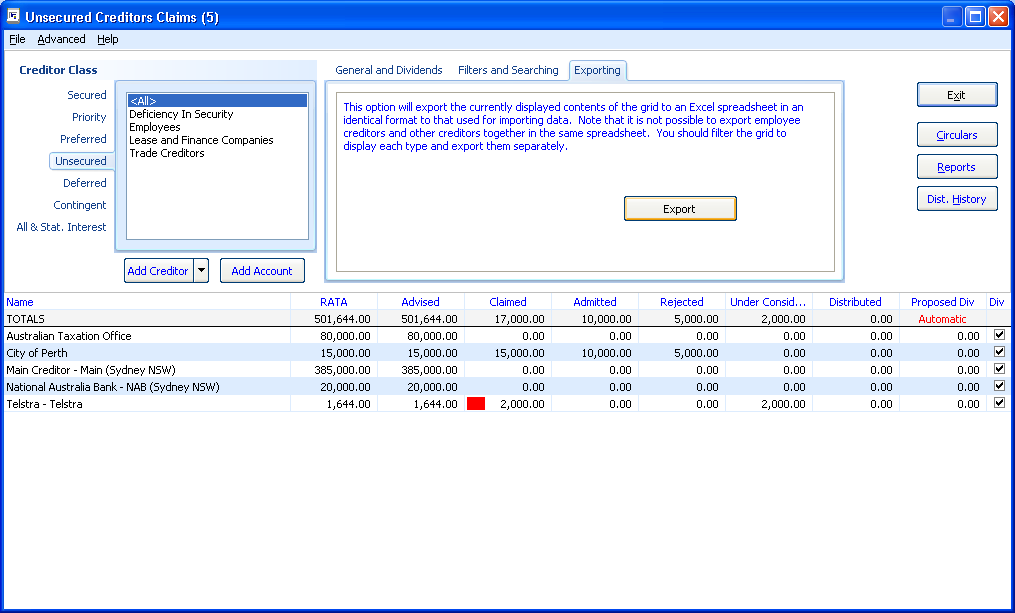 Unsecured Creditors Claims (5)
File Advanced Help
Creditor Class
Secured
Priority
Preferred
Unsecured
Deferred
Contingent
All & Stat. Interest
<All>
Deficiency In Security
Employees
Lease and Finance Companies
Trade Creditors
Add Creditor Add Account
General and Dividends Filters and Searching Exporting
This option will export the currently displayed contents of the grid to an Excel spreadsheet in an
identical format to that used for importing data. Note that it is not possible to export employee
creditors and other creditors together in the same spreadsheet. You should filter the grid to
display each type and export them separately.
Export
Exit
Circulars
Reports
Dist. History
Name RATA Advised Claimed Admitted Rejected Under Consid... Distributed Proposed Div Div
TOTALS 501,644.00 501,644.00 17,000.00 10,000.00 5,000.00 2,000.00 0.00 Automatic
Australian Taxation Office 80,000.00 80,000.00 0.00 0.00 0.00 0.00 0.00 0.00
City of Perth 15,000.00 15,000.00 15,000.00 10,000.00 5,000.00 0.00 0.00 0.00
Main Creditor - Main (Sydney NSW) 385,000.00 385,000.00 0.00 0.00 0.00 0.00 0.00 0.00
National Australia Bank - NAB (Sydney NSW) 20,000.00 20,000.00 0.00 0.00 0.00 0.00 0.00 0.00
Telstra - Telstra 1,644.00 1,644.00 2,000.00 0.00 0.00 2,000.00 0.00 0.00